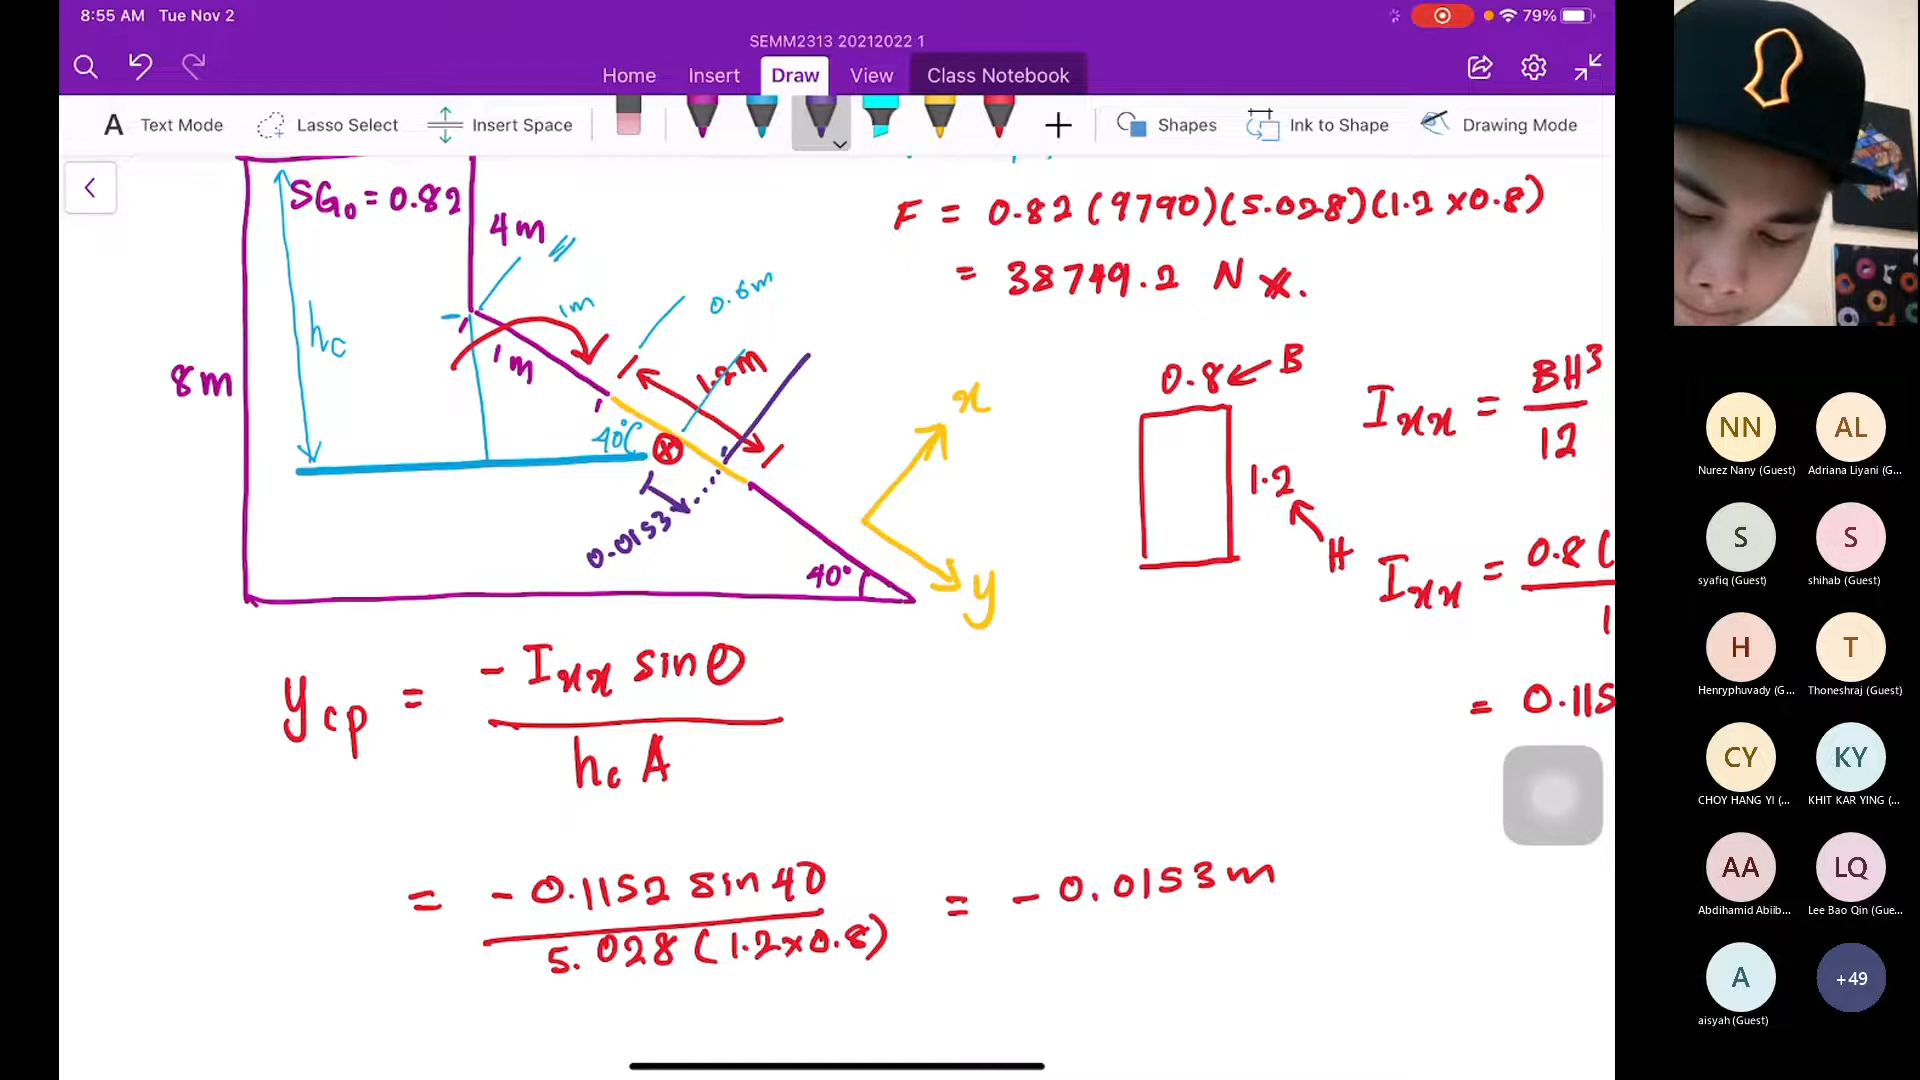 8:55 AM Tue Nov 2
79%
SEMM2313 20212022 1
Home Insert Draw View Class Notebook
A Text Mode Lasso Select Insert Space Shapes Ink to Shape Drawing Mode
SG₀ = 0.82
4m
hc
8m
1m
1m
0.6m
1.2m
40°
0.0153
40°
x
y
F = 0.82 (9790)(5.028)(1.2 x0.8)
= 38749.2 N
0.8 ← B
1.2
H
Ixx = BH³
12
Ixx = 0.8 (
1
= 0.115
ycp = - Ixx sin θ
hc A
= - 0.1152 sin 40 = - 0.0153 m
5.028 (1.2x0.8)
NN AL
Nurez Nany (Guest) Adriana Liyani (G...
S S
syafiq (Guest) shihab (Guest)
H T
Henryphuvady (G... Thoneshraj (Guest)
CY KY
CHOY HANG YI (... KHIT KAR YING (...
AA LQ
Abdihamid Abiib... Lee Bao Qin (Gue...
A +49
aisyah (Guest)